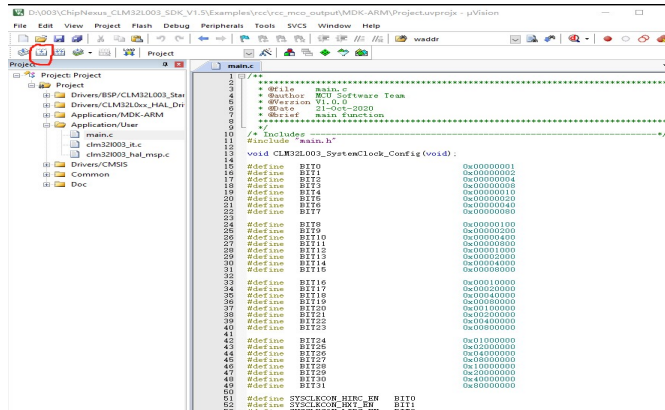 D:\003\ChipNexus_CLM32L003_SDK_V1.5\Examples\rcc\rcc_mco_output\MDK-ARM\Project.uvprojx - µVision
File Edit View Project Flash Debug Peripherals Tools SVCS Window Help
waddr
Project
Project
main.c
Project: Project
Project
Drivers/BSP/CLM32L003_Star
Drivers/CLM32L0xx_HAL_Dri
Application/MDK-ARM
Application/User
main.c
clm32l003_it.c
clm32l003_hal_msp.c
Drivers/CMSIS
Common
Doc
1 /**
2 ******************************************************************************
3 * @file main.c
4 * @author MCU Software Team
5 * @Version V1.0.0
6 * @Date 21-Oct-2020
7 * @brief main function
8 ******************************************************************************
9 */
10 /* Includes ------------------------------------------------------------------*/
11 #include "main.h"
12
13 void CLM32L003_SystemClock_Config(void);
14
15 #define BIT0 0x00000001
16 #define BIT1 0x00000002
17 #define BIT2 0x00000004
18 #define BIT3 0x00000008
19 #define BIT4 0x00000010
20 #define BIT5 0x00000020
21 #define BIT6 0x00000040
22 #define BIT7 0x00000080
23
24 #define BIT8 0x00000100
25 #define BIT9 0x00000200
26 #define BIT10 0x00000400
27 #define BIT11 0x00000800
28 #define BIT12 0x00001000
29 #define BIT13 0x00002000
30 #define BIT14 0x00004000
31 #define BIT15 0x00008000
32
33 #define BIT16 0x00010000
34 #define BIT17 0x00020000
35 #define BIT18 0x00040000
36 #define BIT19 0x00080000
37 #define BIT20 0x00100000
38 #define BIT21 0x00200000
39 #define BIT22 0x00400000
40 #define BIT23 0x00800000
41
42 #define BIT24 0x01000000
43 #define BIT25 0x02000000
44 #define BIT26 0x04000000
45 #define BIT27 0x08000000
46 #define BIT28 0x10000000
47 #define BIT29 0x20000000
48 #define BIT30 0x40000000
49 #define BIT31 0x80000000
50
51 #define SYSCLKCON_HIRC_EN BIT0
52 #define SYSCLKCON_HXT_EN BIT1